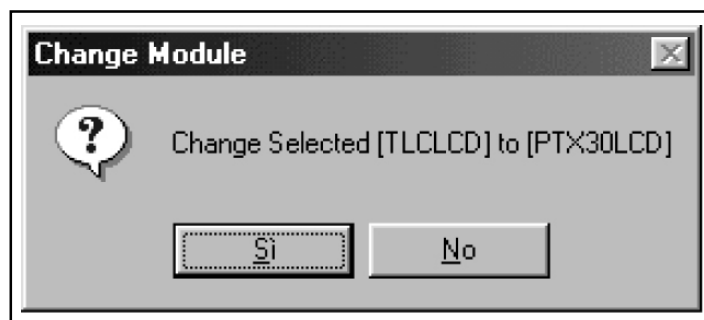 Change Module
Change Selected [TLCLCD] to [PTX30LCD]
Sì
No